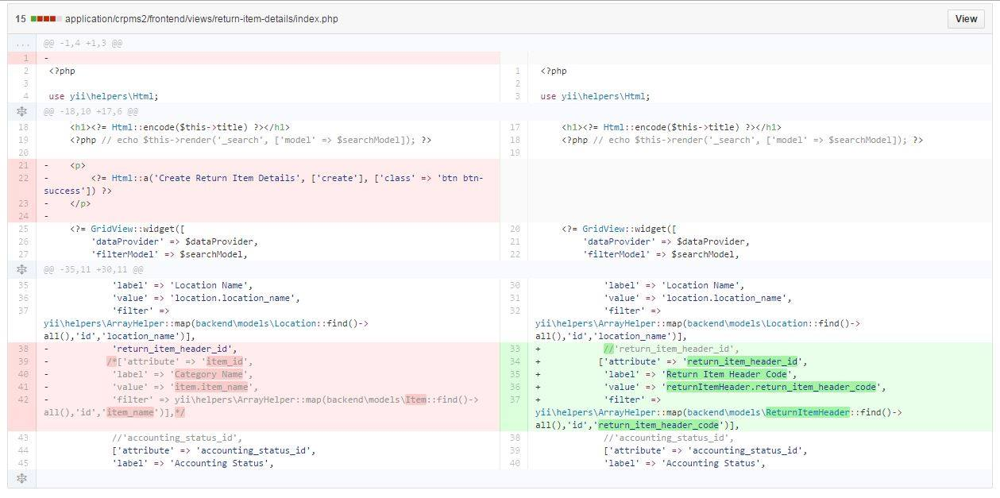 15 application/crpms2/frontend/views/return-item-details/index.php View
... @@ -1,4 +1,3 @@
1 -
2 <?php 1 <?php
3 2
4 use yii\helpers\Html; 3 use yii\helpers\Html;
@@ -18,10 +17,6 @@
18 <h1><?= Html::encode($this->title) ?></h1> 17 <h1><?= Html::encode($this->title) ?></h1>
19 <?php // echo $this->render('_search', ['model' => $searchModel]); ?> 18 <?php // echo $this->render('_search', ['model' => $searchModel]); ?>
20 19
21 - <p>
22 - <?= Html::a('Create Return Item Details', ['create'], ['class' => 'btn btn-
success']) ?>
23 - </p>
24 -
25 <?= GridView::widget([ 20 <?= GridView::widget([
26 'dataProvider' => $dataProvider, 21 'dataProvider' => $dataProvider,
27 'filterModel' => $searchModel, 22 'filterModel' => $searchModel,
@@ -35,11 +30,11 @@
35 'label' => 'Location Name', 30 'label' => 'Location Name',
36 'value' => 'location.location_name', 31 'value' => 'location.location_name',
37 'filter' => 32 'filter' =>
yii\helpers\ArrayHelper::map(backend\models\Location::find()-> yii\helpers\ArrayHelper::map(backend\models\Location::find()->
all(),'id','location_name')], all(),'id','location_name')],
38 - 'return_item_header_id', 33 + //'return_item_header_id',
39 - /*['attribute' => 'item_id', 34 + ['attribute' => 'return_item_header_id',
40 - 'label' => 'Category Name', 35 + 'label' => 'Return Item Header Code',
41 - 'value' => 'item.item_name', 36 + 'value' => 'returnItemHeader.return_item_header_code',
42 - 'filter' => yii\helpers\ArrayHelper::map(backend\models\Item::find()-> 37 + 'filter' =>
all(),'id','item_name')],*/ yii\helpers\ArrayHelper::map(backend\models\ReturnItemHeader::find()->
all(),'id','return_item_header_code')],
43 //'accounting_status_id', 38 //'accounting_status_id',
44 ['attribute' => 'accounting_status_id', 39 ['attribute' => 'accounting_status_id',
45 'label' => 'Accounting Status', 40 'label' => 'Accounting Status',